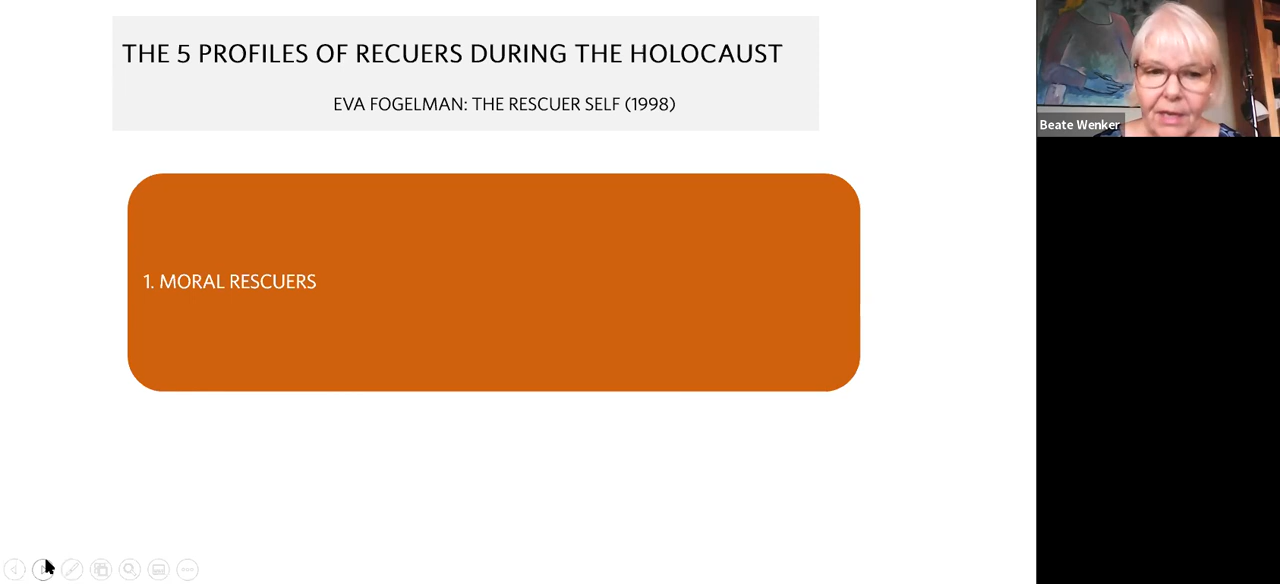 THE 5 PROFILES OF RECUERS DURING THE HOLOCAUST
EVA FOGELMAN: THE RESCUER SELF (1998)
1. MORAL RESCUERS
Beate Wenker